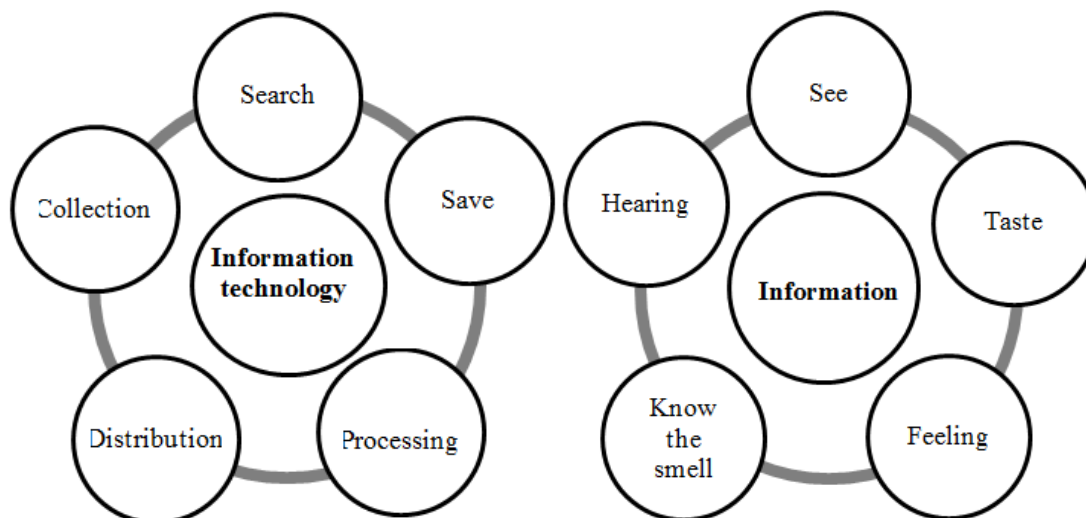 Search
Save
Collection
Information
technology
Distribution
Processing
See
Taste
Hearing
Information
Know
the
smell
Feeling